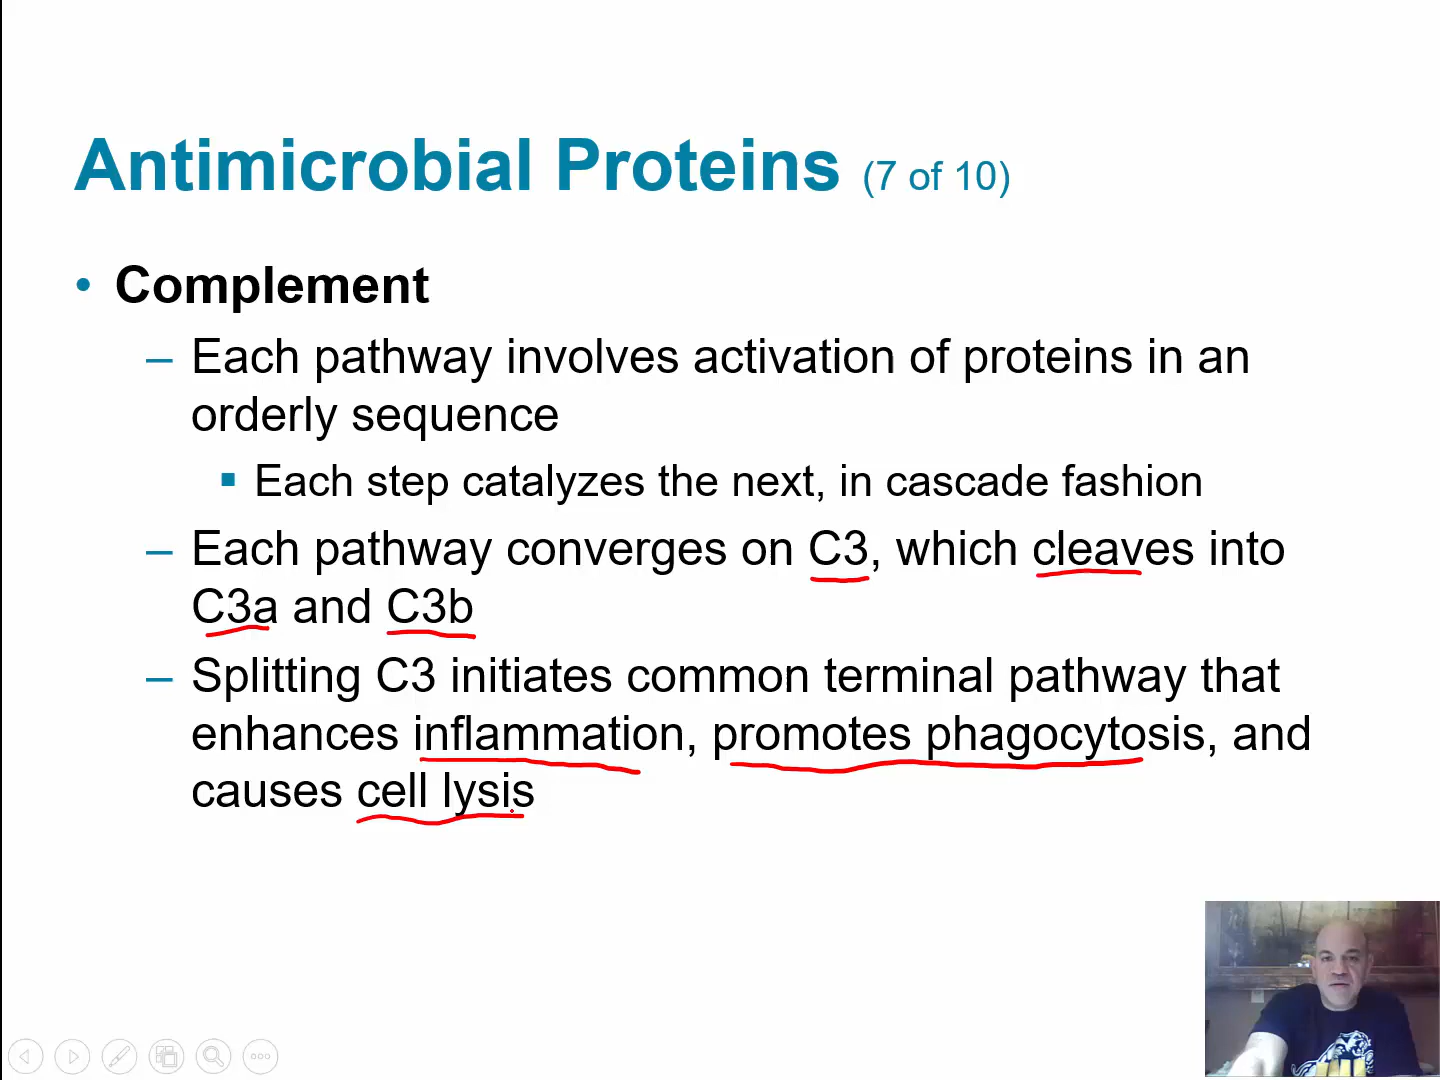 Antimicrobial Proteins (7 of 10)
• Complement
– Each pathway involves activation of proteins in an
orderly sequence
▪ Each step catalyzes the next, in cascade fashion
– Each pathway converges on C3, which cleaves into
C3a and C3b
– Splitting C3 initiates common terminal pathway that
enhances inflammation, promotes phagocytosis, and
causes cell lysis